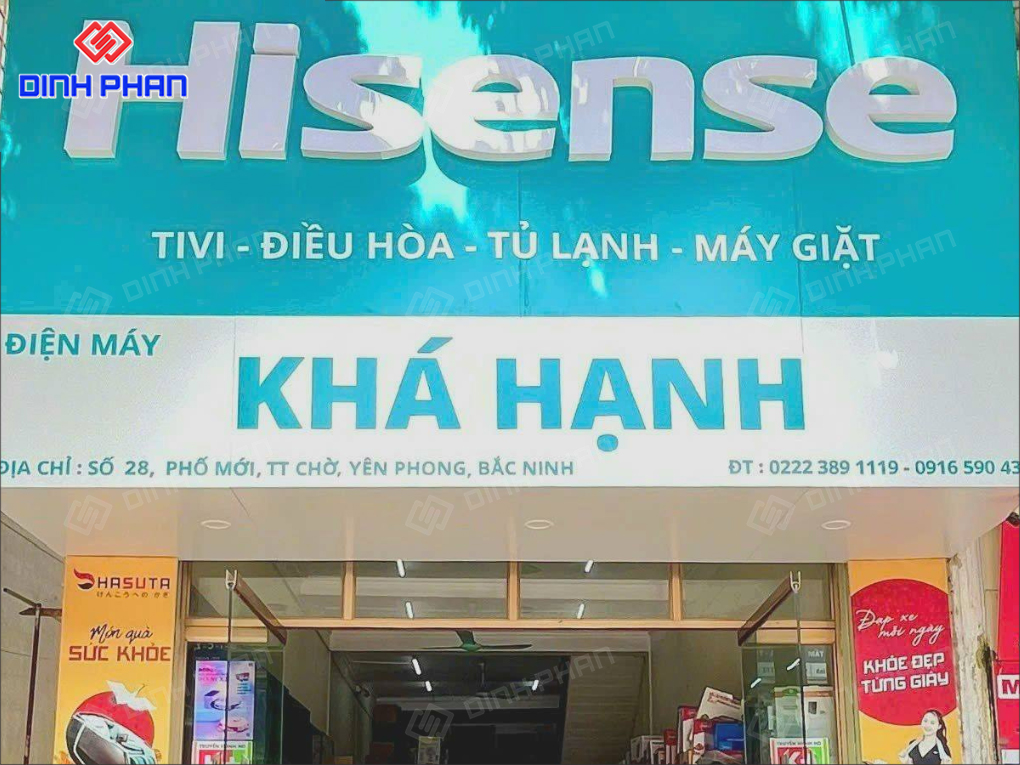 Hisense
DINH PHAN
TIVI - ĐIỀU HÒA - TỦ LẠNH - MÁY GIẶT
ĐIỆN MÁY
KHÁ HẠNH
ĐỊA CHỈ : SỐ 28, PHỐ MỚI, TT CHỜ, YÊN PHONG, BẮC NINH
ĐT : 0222 389 1119 - 0916 590 43
HASUTA
Món quà
SỨC KHỎE
Đạp xe
mỗi ngày
KHỎE ĐẸP
TỪNG GIÂY